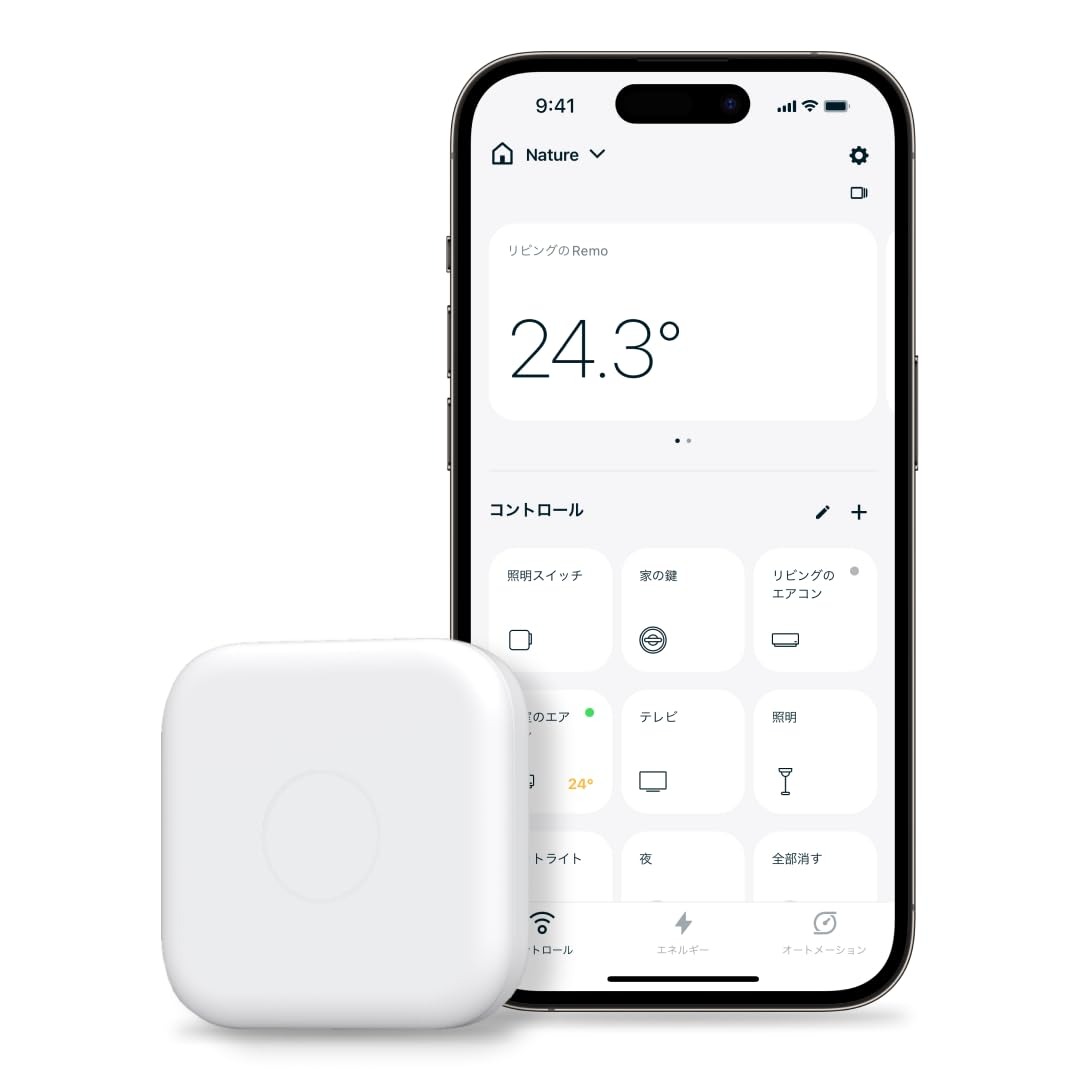 9:41
Nature
リビングのRemo
24.3°
コントロール
照明スイッチ
家の鍵
リビングの
エアコン
のエア
24°
テレビ
照明
トライト
夜
全部消す
トロール
エネルギー
オートメーション